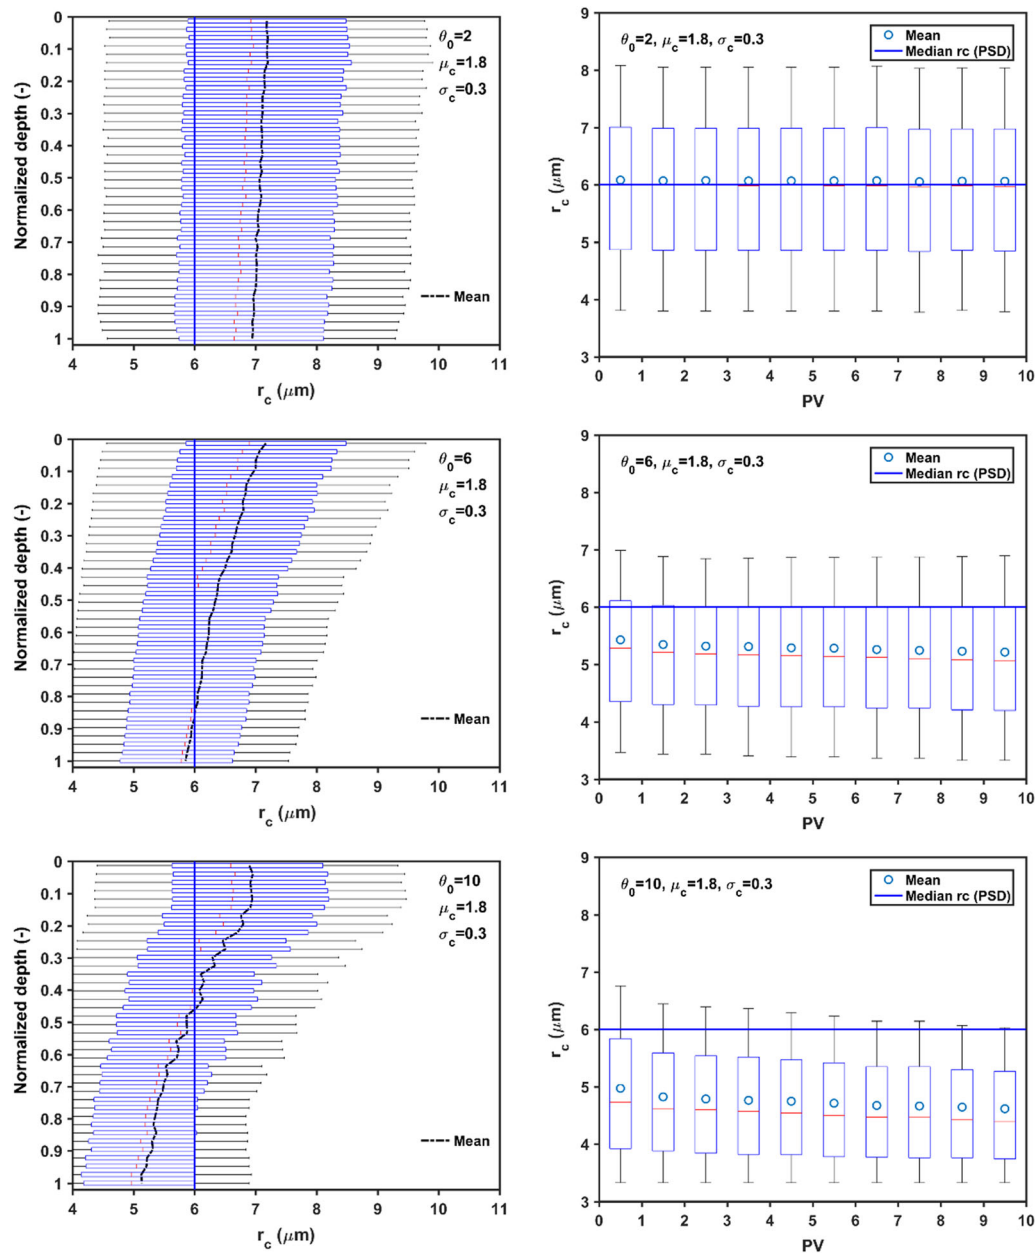 0
0.1
0.2
0.3
0.4
0.5
0.6
0.7
0.8
0.9
1
Normalized depth (-)
θ0=2
μc=1.8
σc=0.3
Mean
4 5 6 7 8 9 10 11
rc (μm)
9
8
7
6
5
4
3
rc (μm)
θ0=2, μc=1.8, σc=0.3
Mean
Median rc (PSD)
0 1 2 3 4 5 6 7 8 9 10
PV
0
0.1
0.2
0.3
0.4
0.5
0.6
0.7
0.8
0.9
1
Normalized depth (-)
θ0=6
μc=1.8
σc=0.3
Mean
4 5 6 7 8 9 10 11
rc (μm)
9
8
7
6
5
4
3
rc (μm)
θ0=6, μc=1.8, σc=0.3
Mean
Median rc (PSD)
0 1 2 3 4 5 6 7 8 9 10
PV
0
0.1
0.2
0.3
0.4
0.5
0.6
0.7
0.8
0.9
1
Normalized depth (-)
θ0=10
μc=1.8
σc=0.3
Mean
4 5 6 7 8 9 10 11
rc (μm)
9
8
7
6
5
4
3
rc (μm)
θ0=10, μc=1.8, σc=0.3
Mean
Median rc (PSD)
0 1 2 3 4 5 6 7 8 9 10
PV